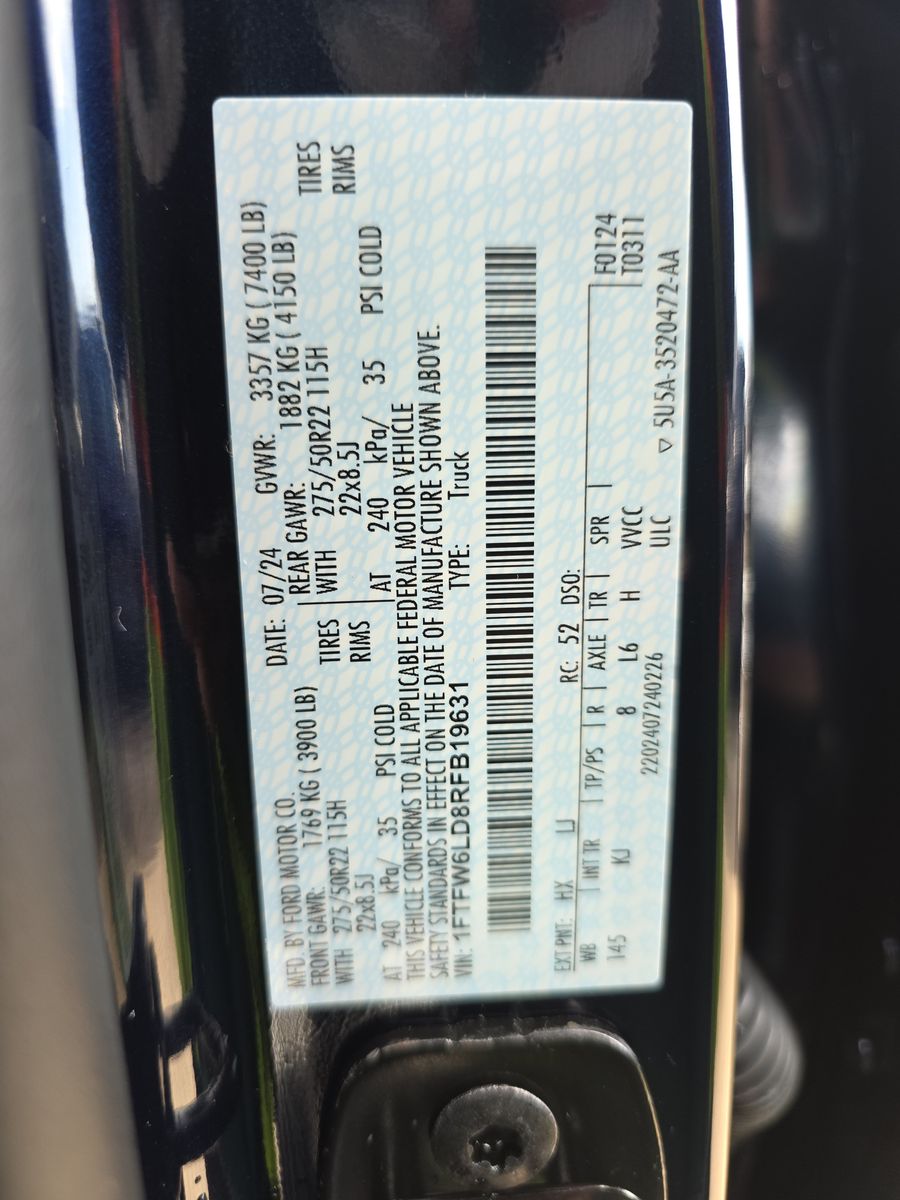 MFD. BY FORD MOTOR CO. DATE: 07/24 GVWR: 3357 KG ( 7400 LB)
FRONT GAWR: 1769 KG ( 3900 LB) REAR GAWR: 1882 KG ( 4150 LB)
WITH 275/50R22 115H TIRES WITH 275/50R22 115H TIRES
22x8.5J RIMS 22x8.5J RIMS
AT 240 kPa/ 35 PSI COLD AT 240 kPa/ 35 PSI COLD
THIS VEHICLE CONFORMS TO ALL APPLICABLE FEDERAL MOTOR VEHICLE
SAFETY STANDARDS IN EFFECT ON THE DATE OF MANUFACTURE SHOWN ABOVE.
VIN: 1FTFW6LD8RFB19631 TYPE: Truck
EXT PNT: HX LJ RC: 52 DSO:
WB INT TR TP/PS R AXLE TR SPR F0124
145 KJ 8 L6 H VVCC T0311
ULC
2202407240226 ▽ 5U5A-3520472-AA